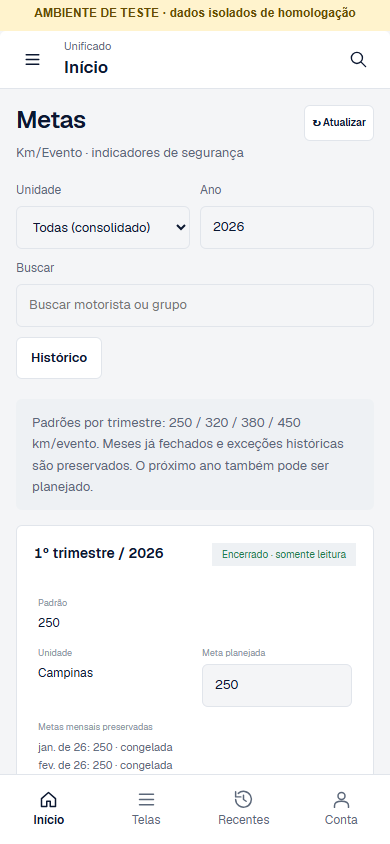 AMBIENTE DE TESTE · dados isolados de homologação
Unificado
Início
Metas
↻ Atualizar
Km/Evento · indicadores de segurança
Unidade
Ano
Todas (consolidado)
2026
Buscar
Buscar motorista ou grupo
Histórico
Padrões por trimestre: 250 / 320 / 380 / 450
km/evento. Meses já fechados e exceções históricas
são preservados. O próximo ano também pode ser
planejado.
1º trimestre / 2026
Encerrado · somente leitura
Padrão
250
Unidade
Meta planejada
Campinas
250
Metas mensais preservadas
jan. de 26: 250 · congelada
fev. de 26: 250 · congelada
Início
Telas
Recentes
Conta